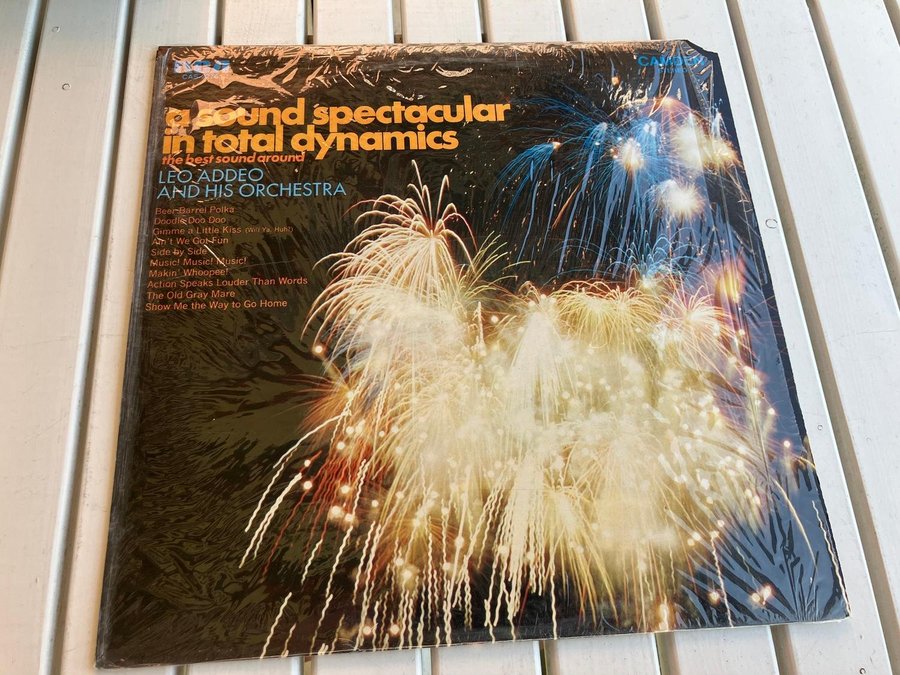 CAMDEN
STEREO
a sound spectacular
in total dynamics
the best sound around
LEO ADDEO
AND HIS ORCHESTRA
Beer Barrel Polka
Doodle Doo Doo
Gimme a Little Kiss (Will Ya, Huh?)
Ain't We Got Fun
Side by Side
Music! Music! Music!
Makin' Whoopee!
Action Speaks Louder Than Words
The Old Gray Mare
Show Me the Way to Go Home